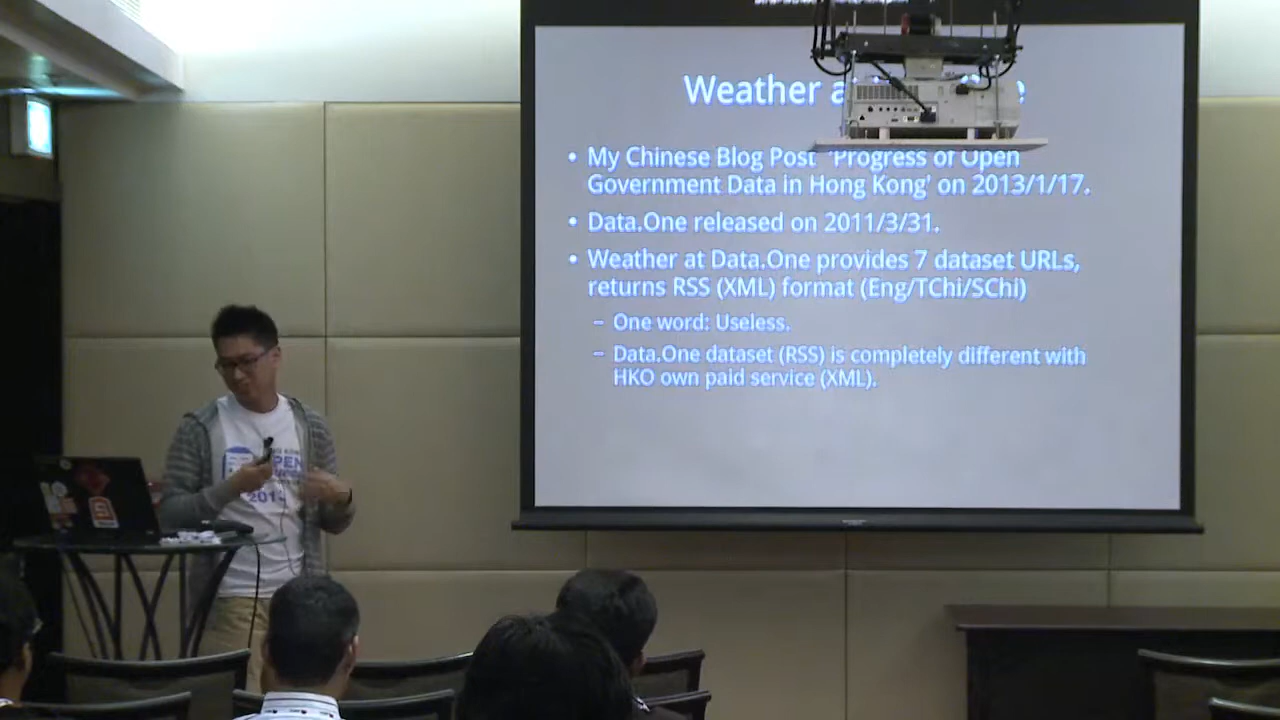 Weather
• My Chinese Blog Post 'Progress of Open
Government Data in Hong Kong' on 2013/1/17.
• Data.One released on 2011/3/31.
• Weather at Data.One provides 7 dataset URLs,
returns RSS (XML) format (Eng/TChi/SChi)
– One word: Useless.
– Data.One dataset (RSS) is completely different with
HKO own paid service (XML).